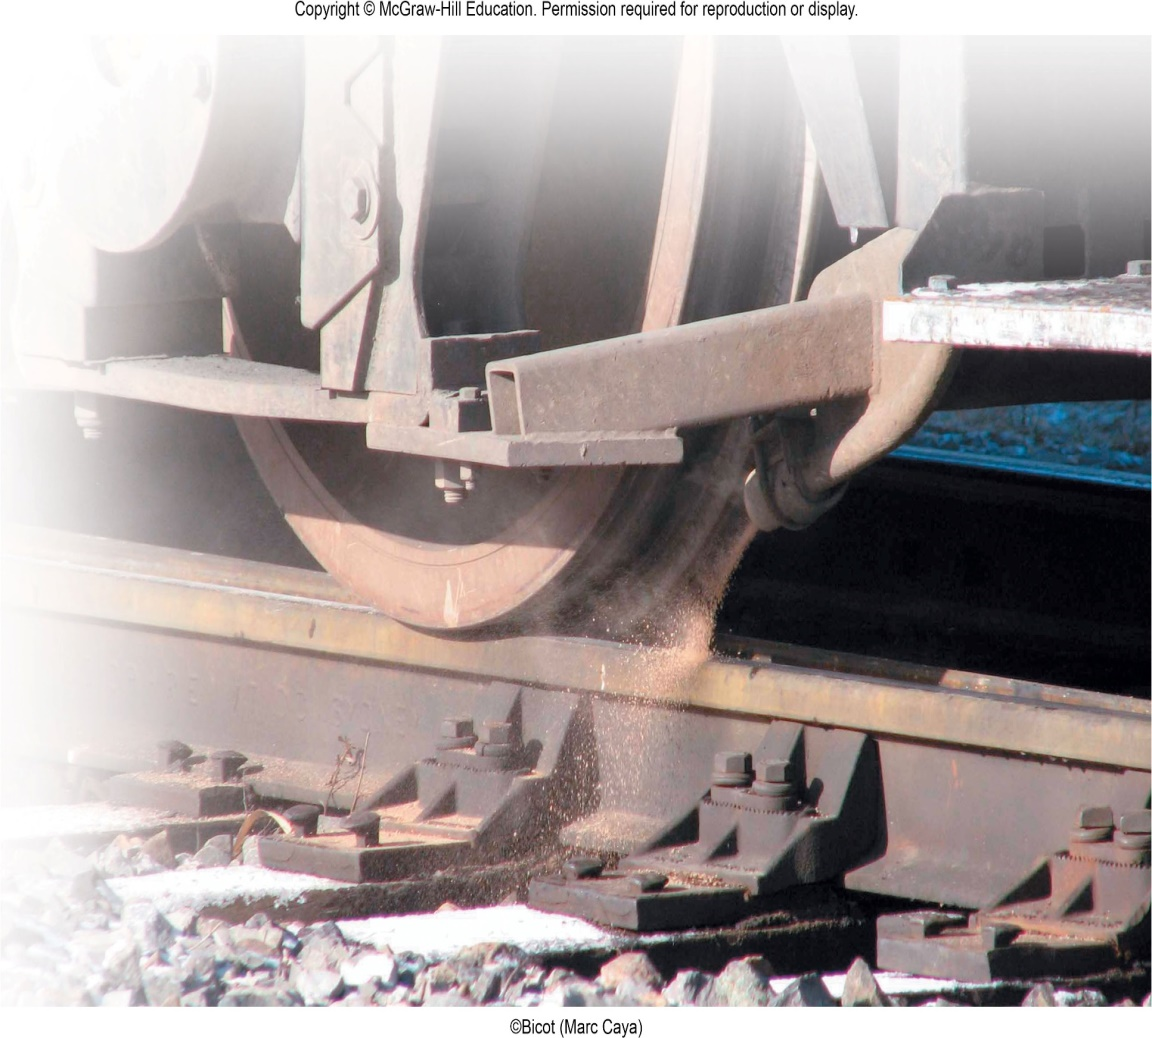 Copyright © McGraw-Hill Education. Permission required for reproduction or display.
©Bicot (Marc Caya)